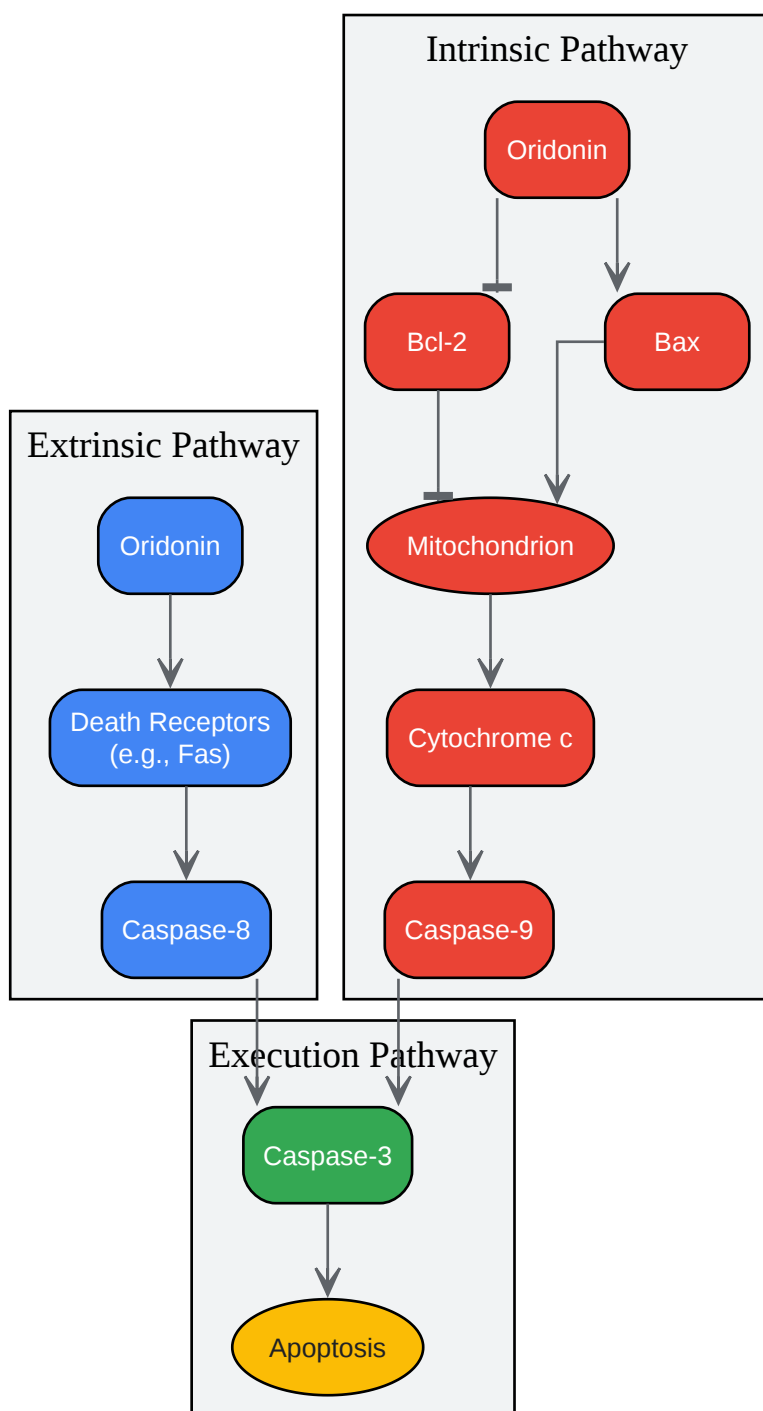 Intrinsic Pathway
Oridonin
Bcl-2
Bax
Mitochondrion
Cytochrome c
Caspase-9
Extrinsic Pathway
Oridonin
Death Receptors
(e.g., Fas)
Caspase-8
Execution Pathway
Caspase-3
Apoptosis